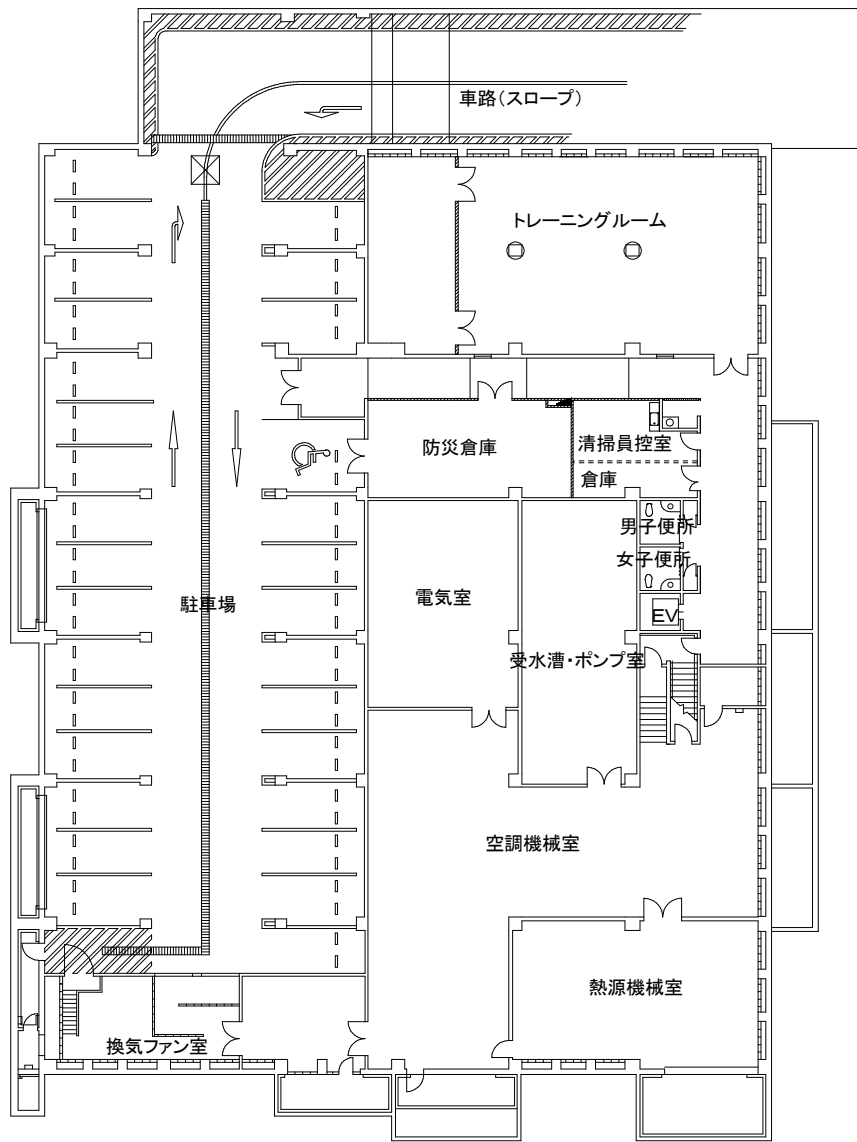 車路(スロープ)
トレーニングルーム
防災倉庫
清掃員控室
倉庫
男子便所
女子便所
電気室
駐車場
EV
受水槽・ポンプ室
空調機械室
熱源機械室
換気ファン室